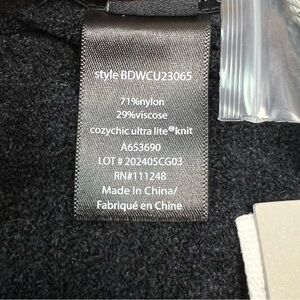 style BDWCU23065
71%nylon
29%viscose
cozychic ultra lite®knit
A653690
LOT # 202405CG03
RN#111248
Made In China/
Fabriqué en Chine